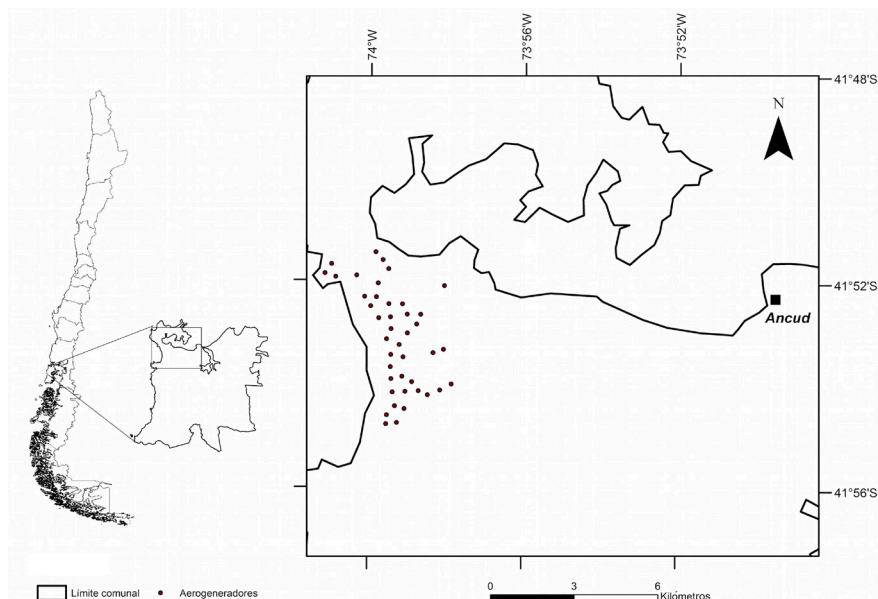 74°W
73°56'W
73°52'W
41°48'S
N
41°52'S
Ancud
41°56'S
Límite comunal
Aerogeneradores
0 3 6
Kilómetros